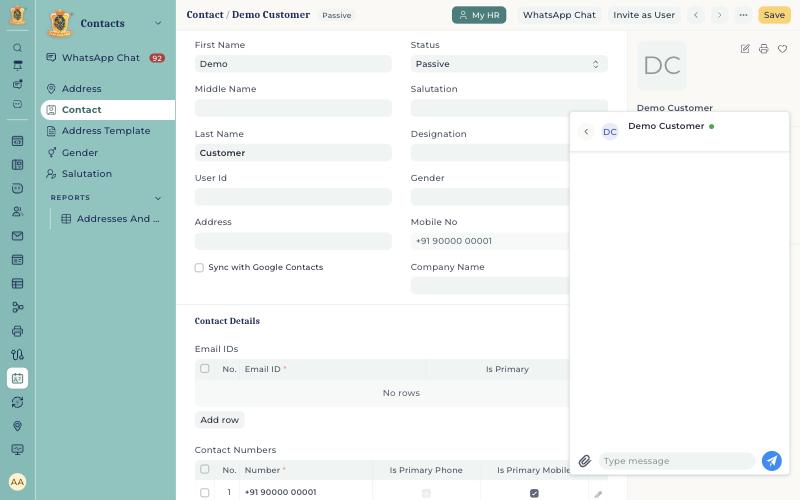 Contacts
WhatsApp Chat 92
Address
Contact
Address Template
Gender
Salutation
REPORTS
Addresses And ...
AA
Contact / Demo Customer Passive
My HR
WhatsApp Chat
Invite as User
Save
First Name
Demo
Status
Passive
Middle Name
Salutation
Last Name
Customer
Designation
User Id
Gender
Address
Mobile No
+91 90000 00001
Sync with Google Contacts
Company Name
Contact Details
Email IDs
No. Email ID * Is Primary
No rows
Add row
Contact Numbers
No. Number * Is Primary Phone Is Primary Mobile
1 +91 90000 00001
DC
Demo Customer
DC Demo Customer
Type message